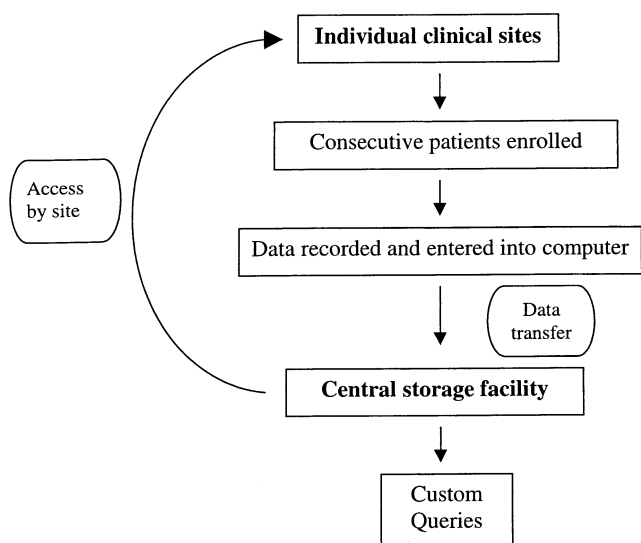 Individual clinical sites
Consecutive patients enrolled
Access
by site
Data recorded and entered into computer
Data
transfer
Central storage facility
Custom
Queries